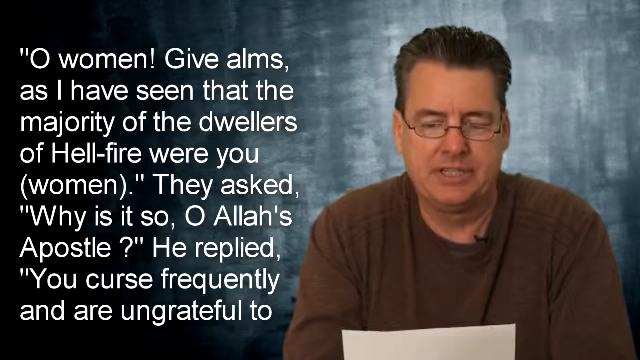 "O women! Give alms,
as I have seen that the
majority of the dwellers
of Hell-fire were you
(women)." They asked,
"Why is it so, O Allah's
Apostle ?" He replied,
"You curse frequently
and are ungrateful to